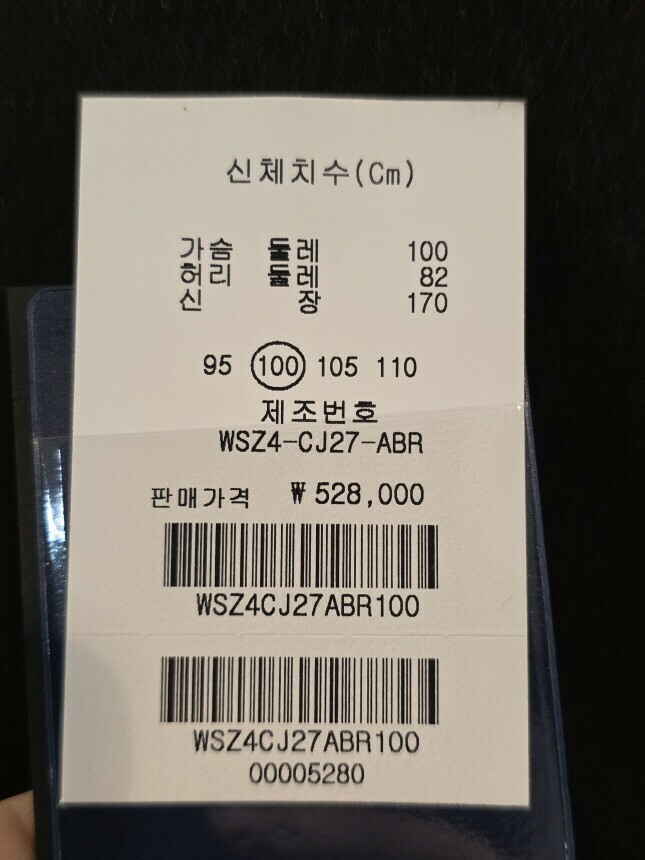 신체치수(Cm)
가슴 둘레 100
허리 둘레 82
신 장 170
95 100 105 110
제조번호
WSZ4-CJ27-ABR
판매가격 ₩528,000
WSZ4CJ27ABR100
WSZ4CJ27ABR100
00005280